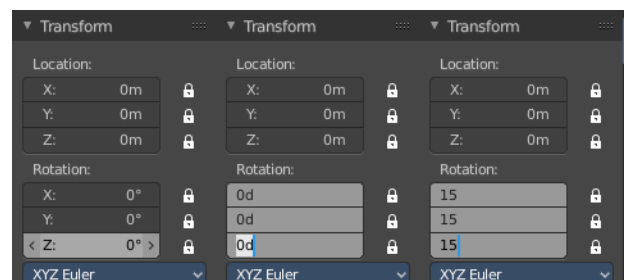 Transform
Location:
X: 0m
Y: 0m
Z: 0m
Rotation:
X: 0°
Y: 0°
< Z: 0° >
XYZ Euler
Transform
Location:
X: 0m
Y: 0m
Z: 0m
Rotation:
0d
0d
0d
XYZ Euler
Transform
Location:
X: 0m
Y: 0m
Z: 0m
Rotation:
15
15
15
XYZ Euler